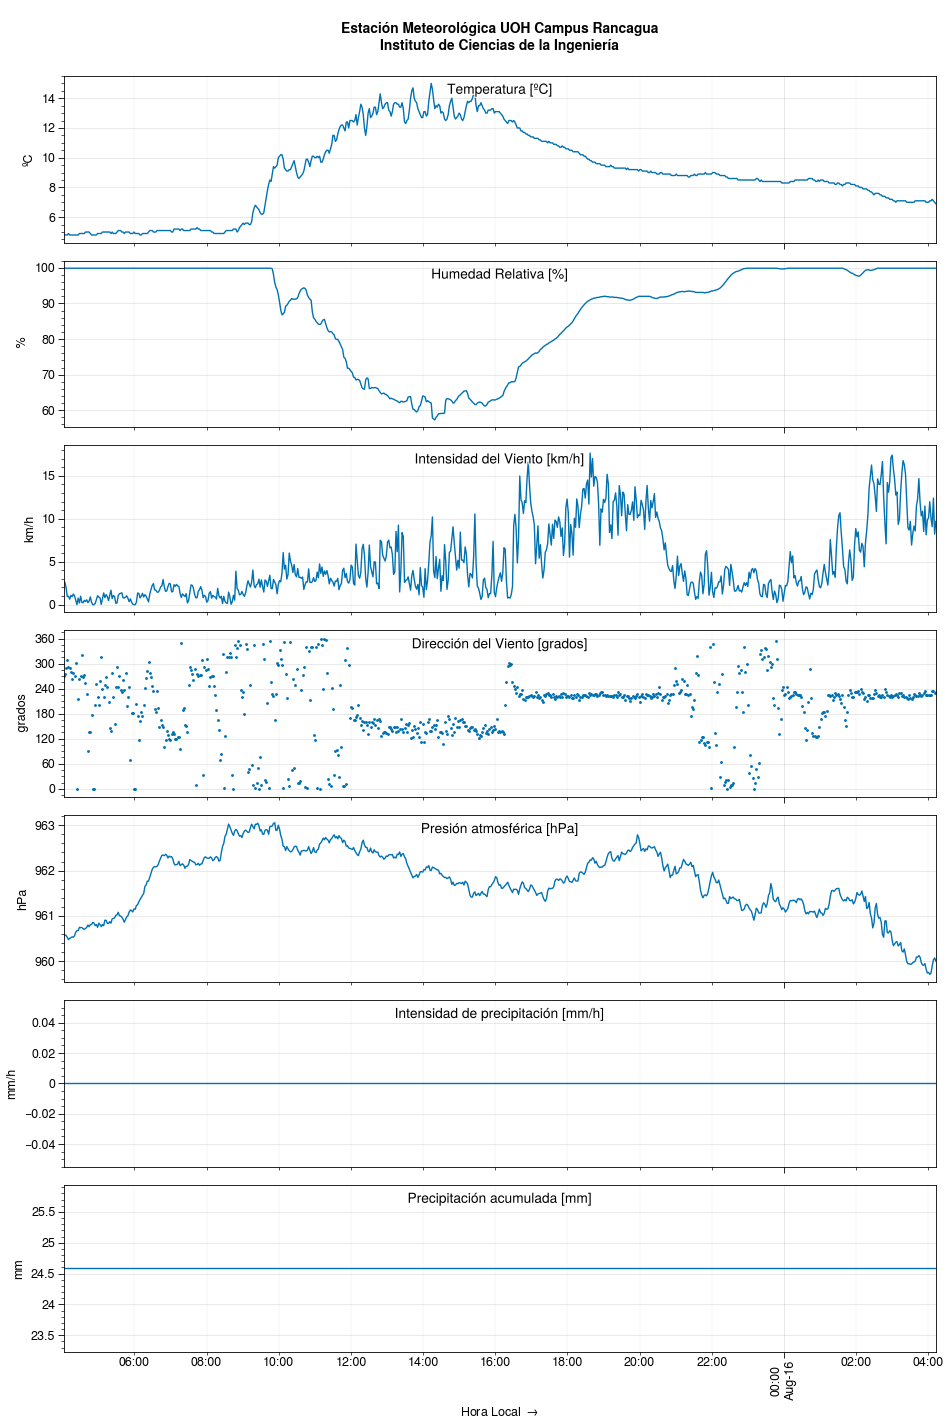 Estación Meteorológica UOH Campus Rancagua
Instituto de Ciencias de la Ingeniería
Temperatura [ºC]
14
12
10
8
6
ºC
Humedad Relativa [%]
100
90
80
70
60
%
Intensidad del Viento [km/h]
15
10
5
0
km/h
Dirección del Viento [grados]
360
300
240
180
120
60
0
grados
Presión atmosférica [hPa]
963
962
961
960
hPa
Intensidad de precipitación [mm/h]
0.04
0.02
0
−0.02
−0.04
mm/h
Precipitación acumulada [mm]
25.5
25
24.5
24
23.5
mm
06:00 08:00 10:00 12:00 14:00 16:00 18:00 20:00 22:00 00:00 02:00 04:00
Aug-16
Hora Local →